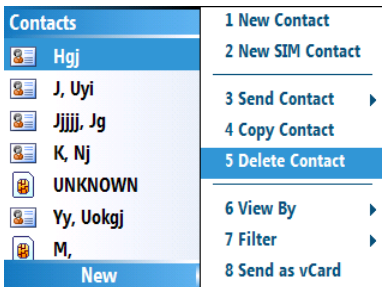 Contacts
Hgj
J, Uyi
Jjjjj, Jg
K, Nj
UNKNOWN
Yy, Uokgj
M,
New
1 New Contact
2 New SIM Contact
3 Send Contact
4 Copy Contact
5 Delete Contact
6 View By
7 Filter
8 Send as vCard